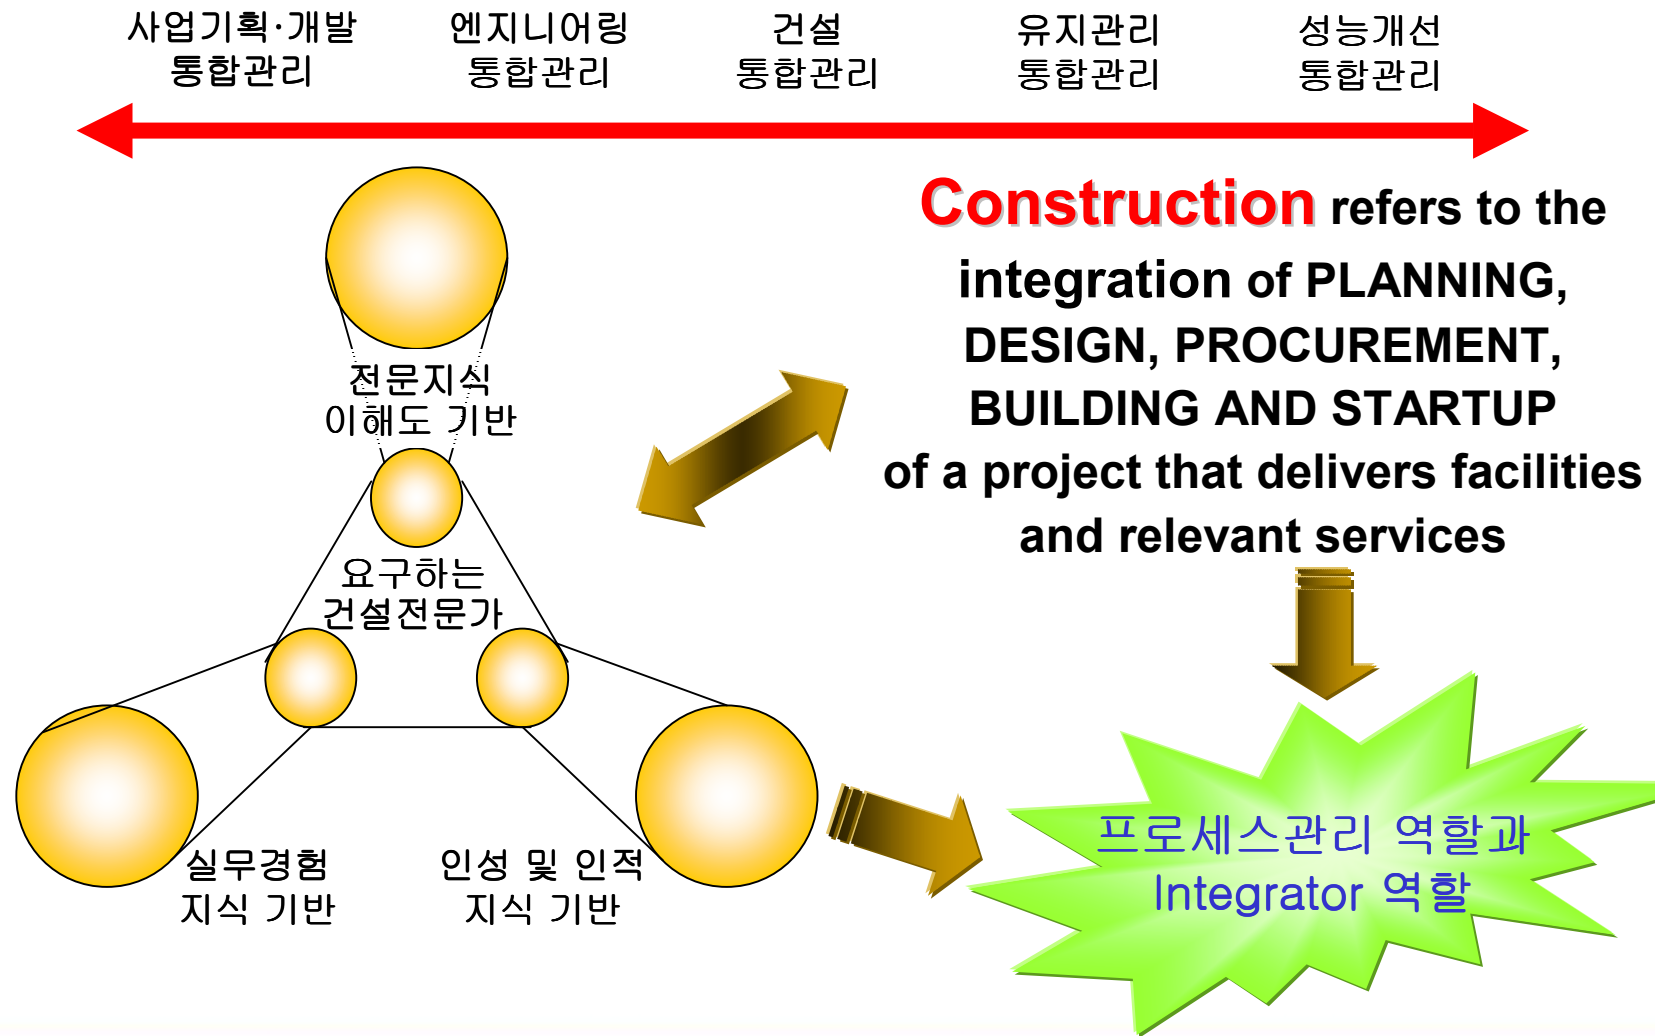 사업기획·개발
통합관리
엔지니어링
통합관리
건설
통합관리
유지관리
통합관리
성능개선
통합관리
Construction refers to the
integration of PLANNING,
DESIGN, PROCUREMENT,
BUILDING AND STARTUP
of a project that delivers facilities
and relevant services
전문지식
이해도 기반
요구하는
건설전문가
실무경험
지식 기반
인성 및 인적
지식 기반
프로세스관리 역할과
Integrator 역할